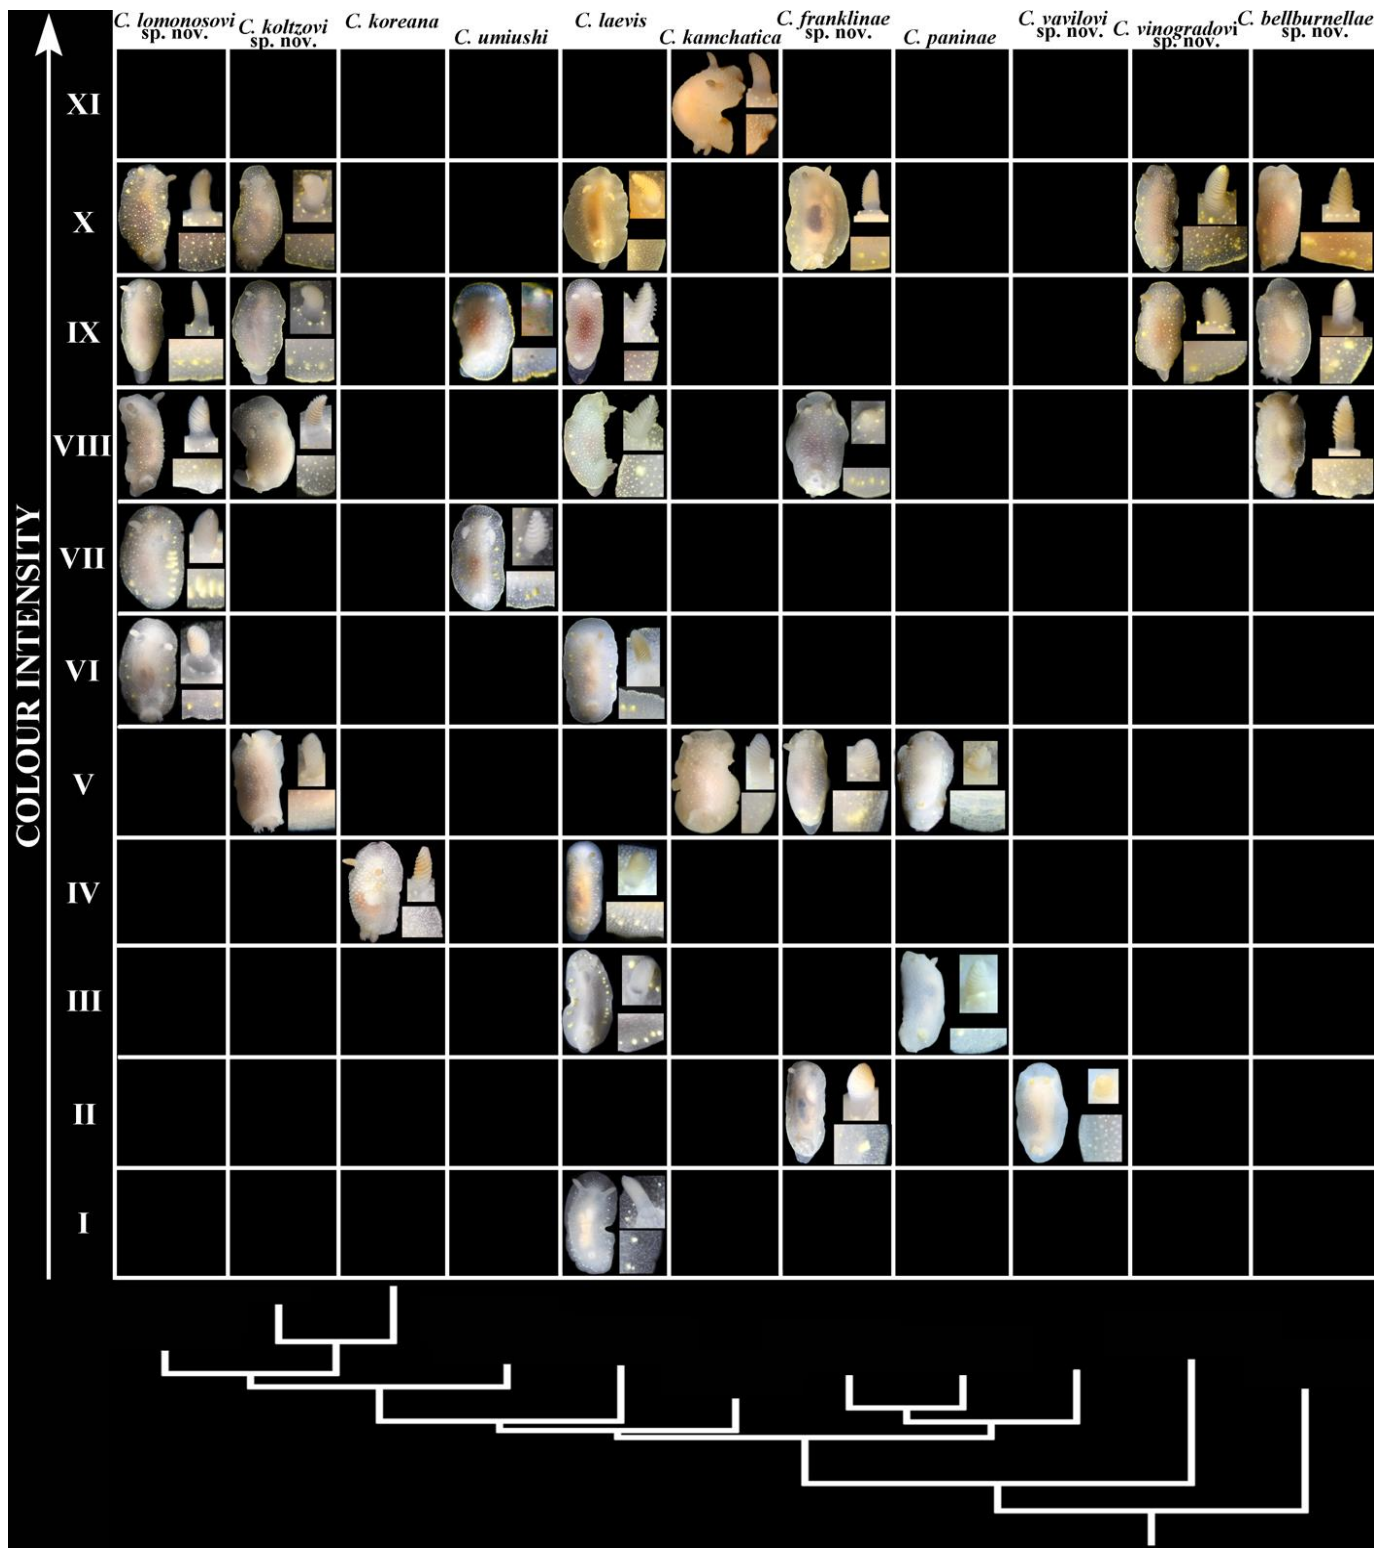 C. lomonosovi
sp. nov.
C. koltzovi
sp. nov.
C. koreana
C. umiushi
C. laevis
C. kamchatica
C. franklinae
sp. nov.
C. paninae
C. vavilovi
sp. nov.
C. vinogradovi
sp. nov.
C. bellburnellae
sp. nov.
XI
X
IX
VIII
VII
VI
V
IV
III
II
I
COLOUR INTENSITY